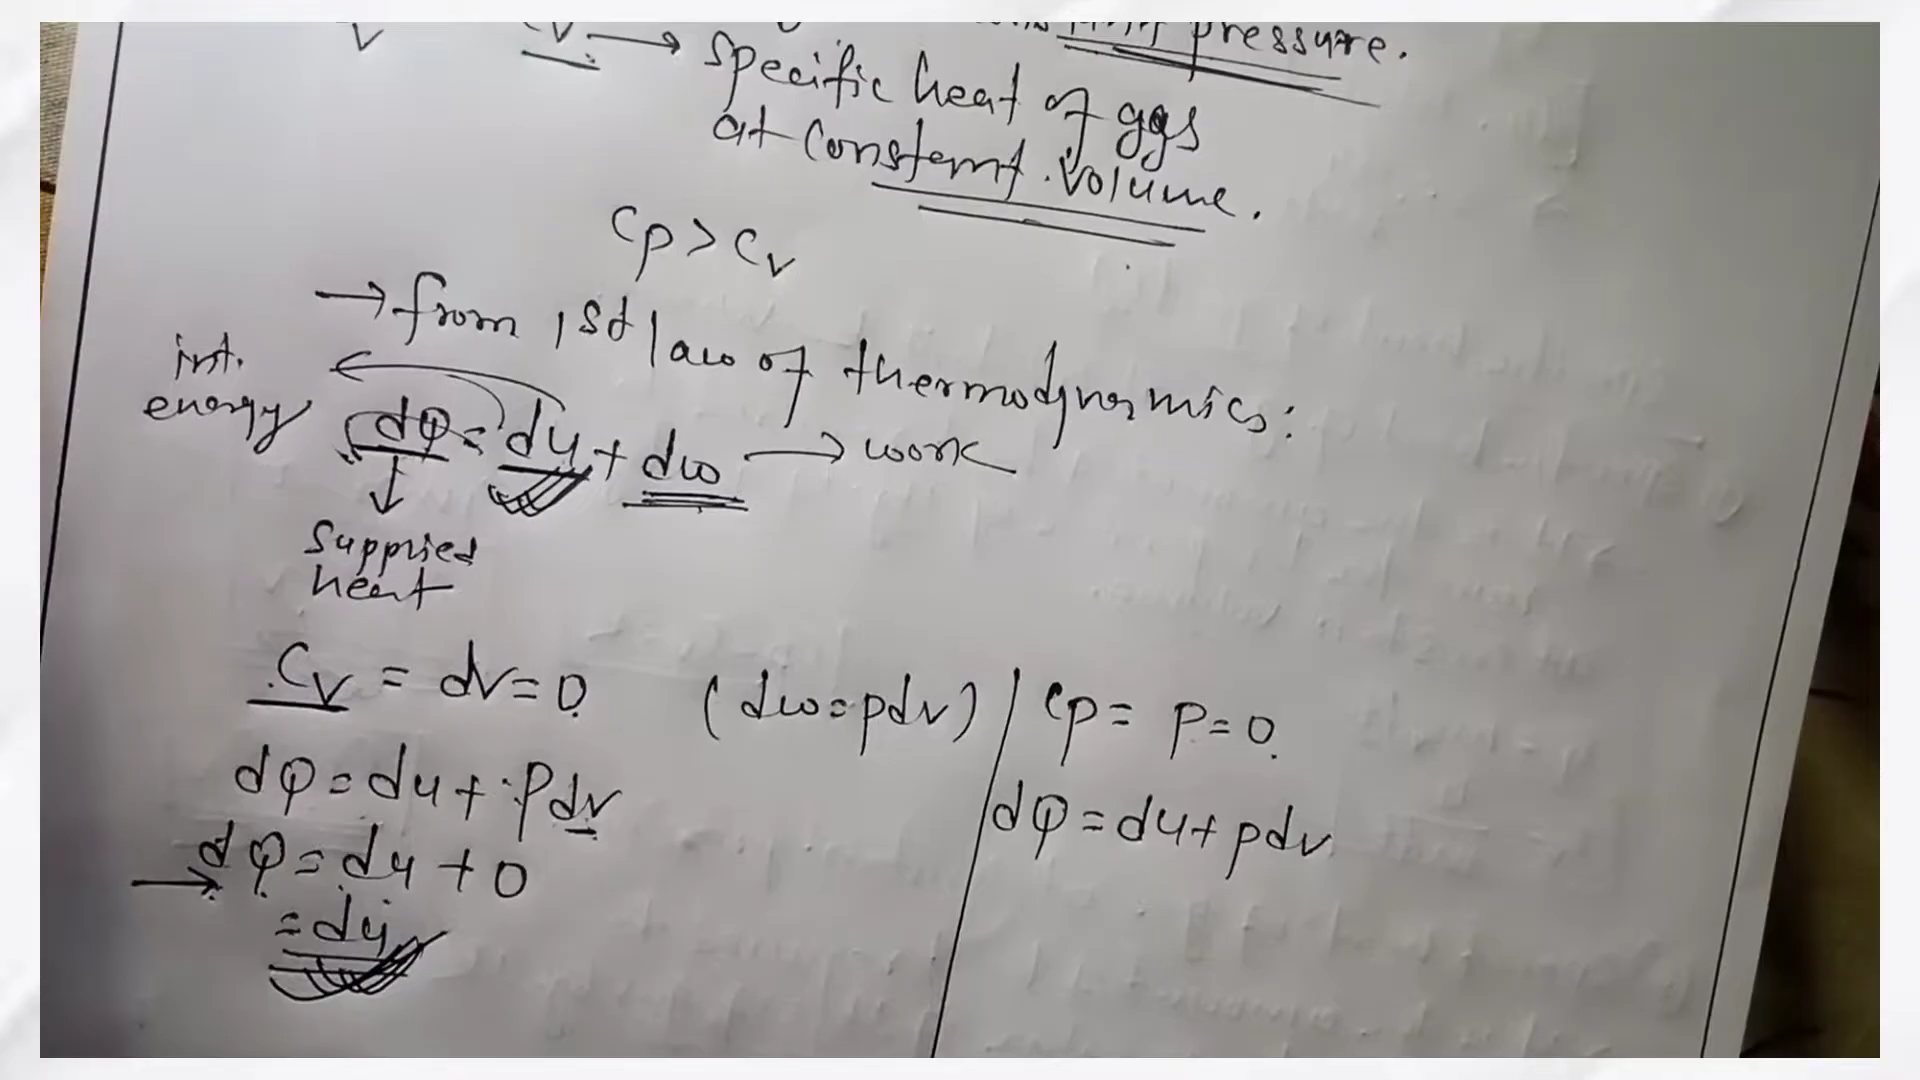 pressure.
V Cv → specific heat of gas
at constant volume.
Cp > Cv
→ from 1st law of thermodynamics:
int.
energy
dQ = du + dw → work
↓
Supplied
heat
Cv = dv = 0 (dw = pdv) | Cp = P = 0
dQ = du + Pdv
dQ = du + pdv
→ dQ = du + 0
= du